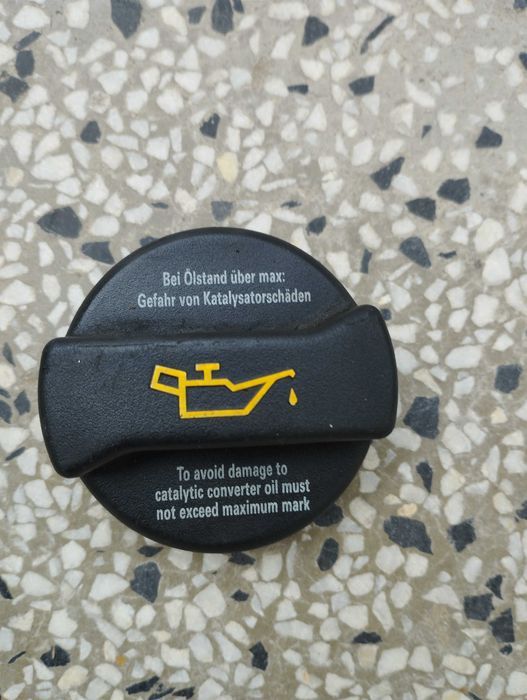 Bei Ölstand über max:
Gefahr von Katalysatorschäden
To avoid damage to
catalytic converter oil must
not exceed maximum mark